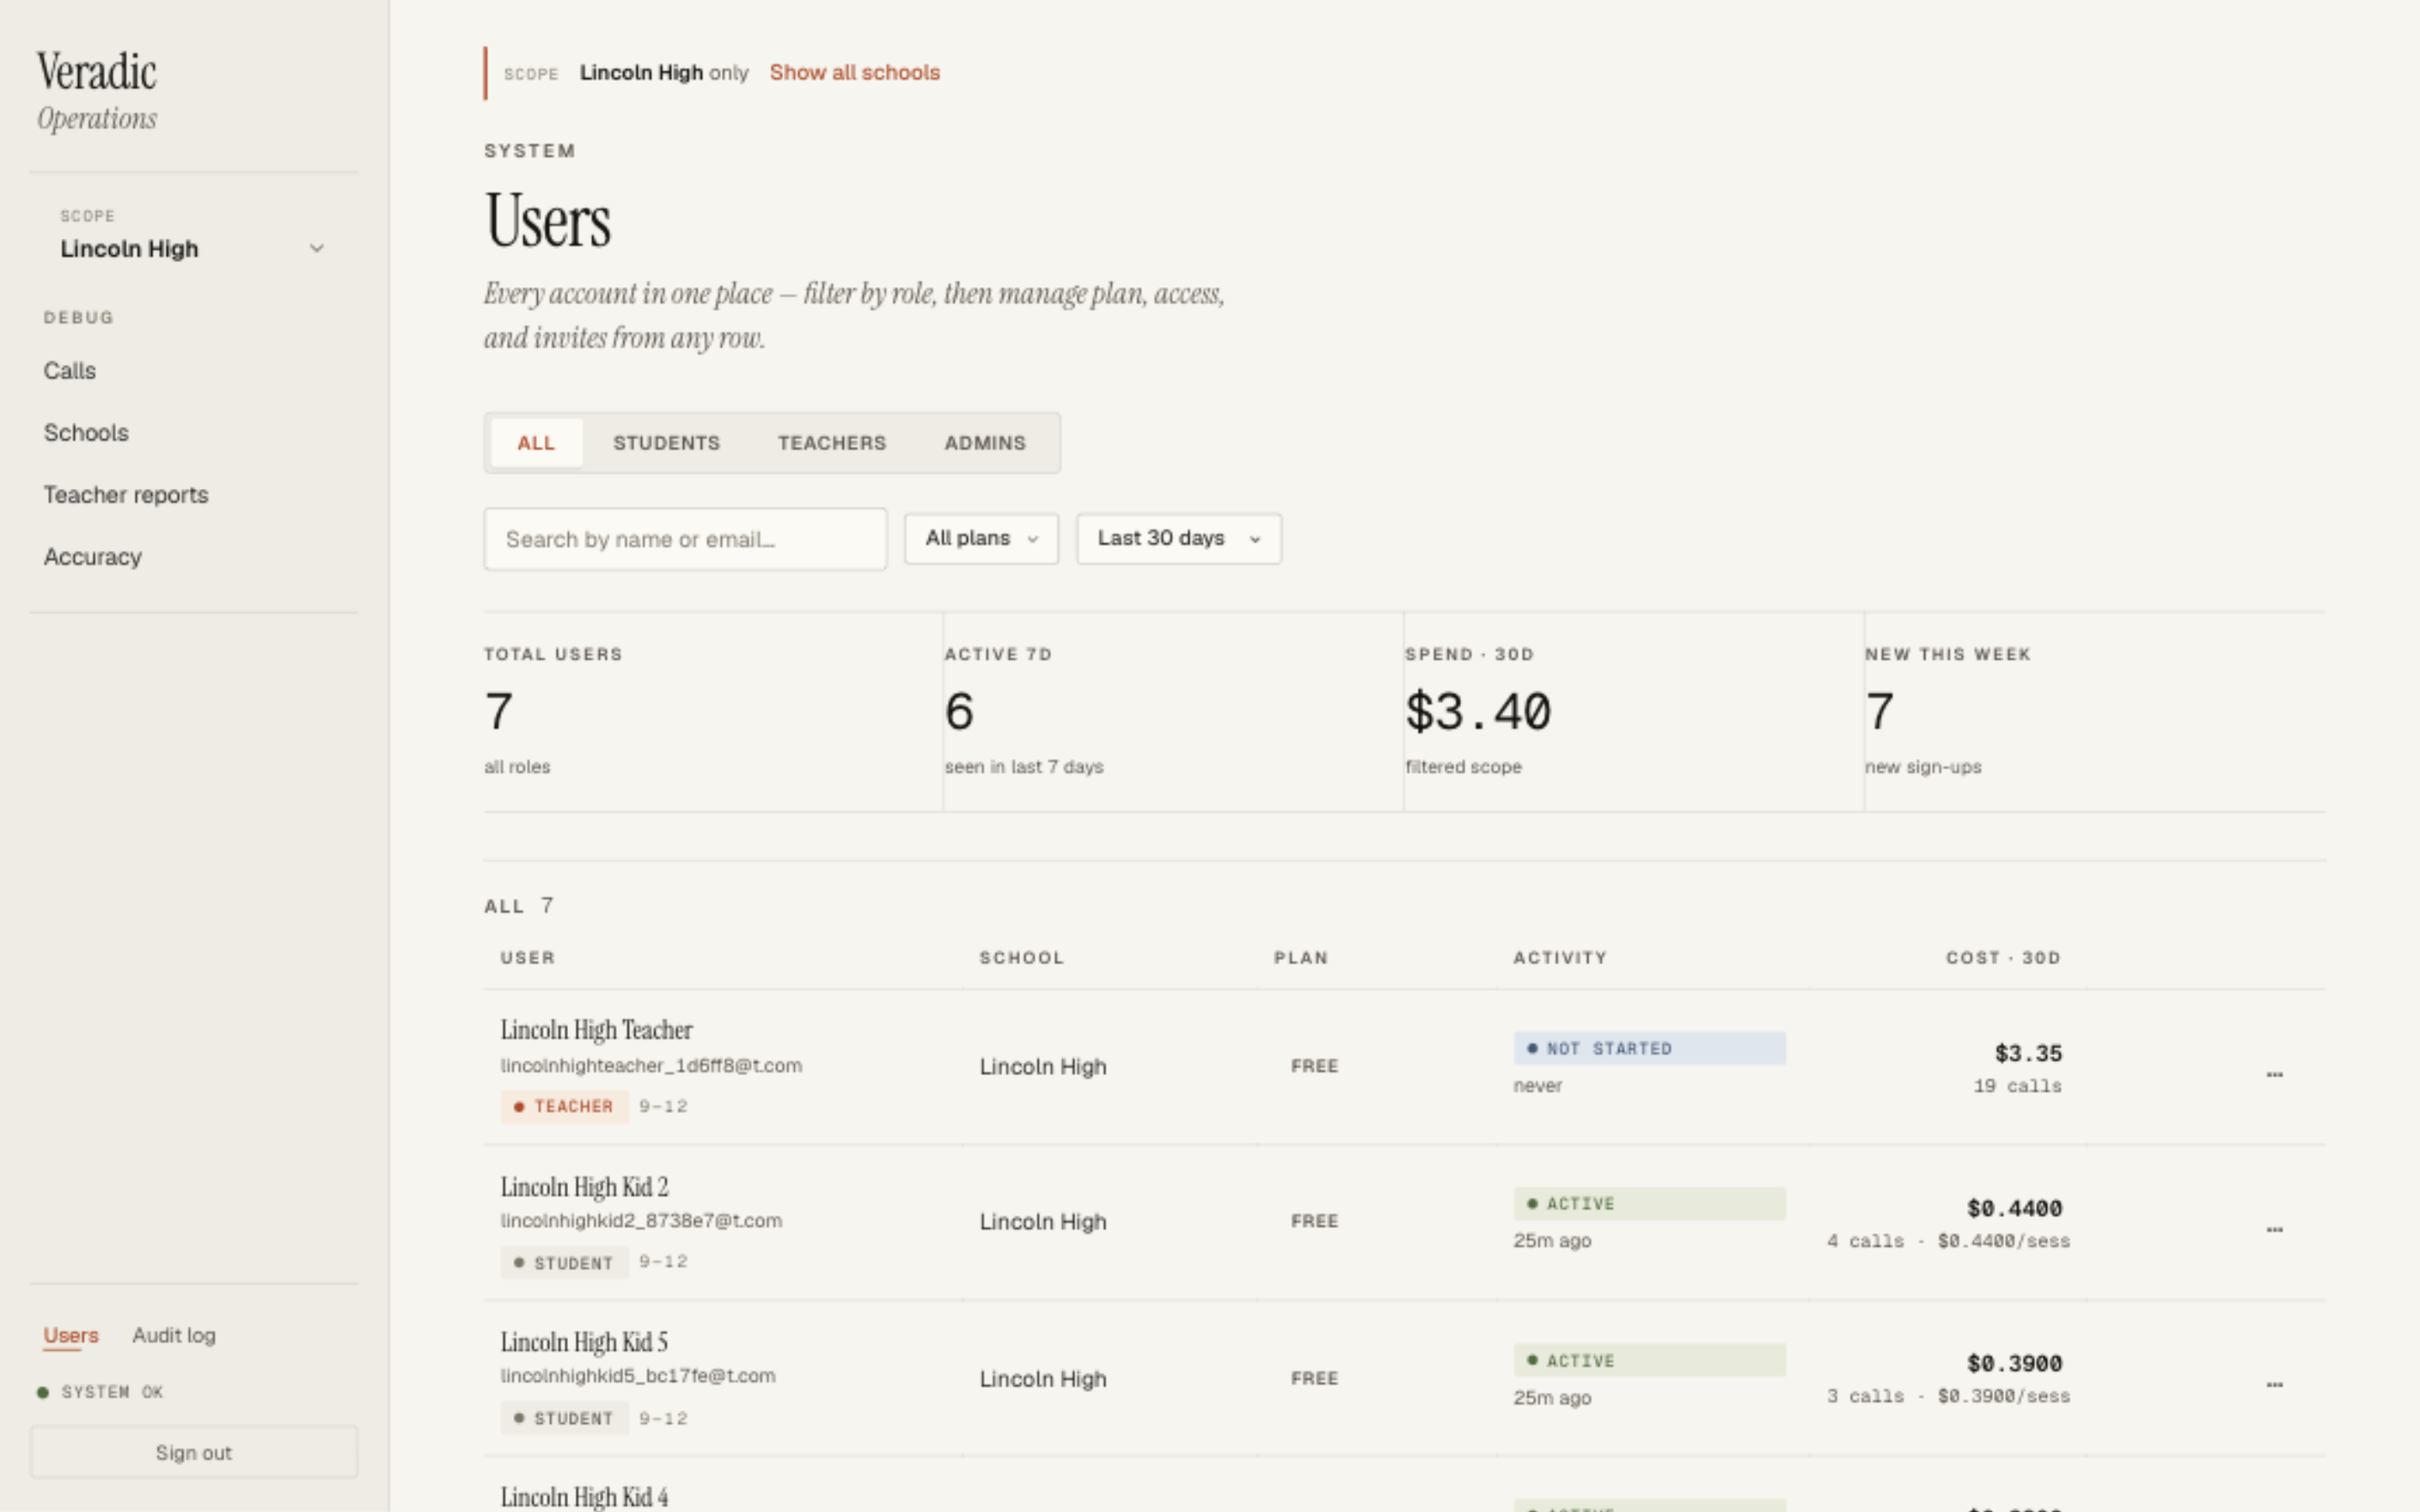 Veradic
Operations
SCOPE
Lincoln High
DEBUG
Calls
Schools
Teacher reports
Accuracy
Users Audit log
SYSTEM OK
Sign out
SCOPE Lincoln High only Show all schools
SYSTEM
Users
Every account in one place — filter by role, then manage plan, access,
and invites from any row.
ALL STUDENTS TEACHERS ADMINS
Search by name or email... All plans Last 30 days
TOTAL USERS ACTIVE 7D SPEND · 30D NEW THIS WEEK
7 6 $3.40 7
all roles seen in last 7 days filtered scope new sign-ups
ALL 7
USER SCHOOL PLAN ACTIVITY COST · 30D
Lincoln High Teacher
lincolnhighteacher_1d6ff8@t.com
TEACHER 9–12
Lincoln High
FREE
NOT STARTED
never
$3.35
19 calls
...
Lincoln High Kid 2
lincolnhighkid2_8738e7@t.com
STUDENT 9–12
Lincoln High
FREE
ACTIVE
25m ago
$0.4400
4 calls · $0.4400/sess
...
Lincoln High Kid 5
lincolnhighkid5_bc17fe@t.com
STUDENT 9–12
Lincoln High
FREE
ACTIVE
25m ago
$0.3900
3 calls · $0.3900/sess
...
Lincoln High Kid 4